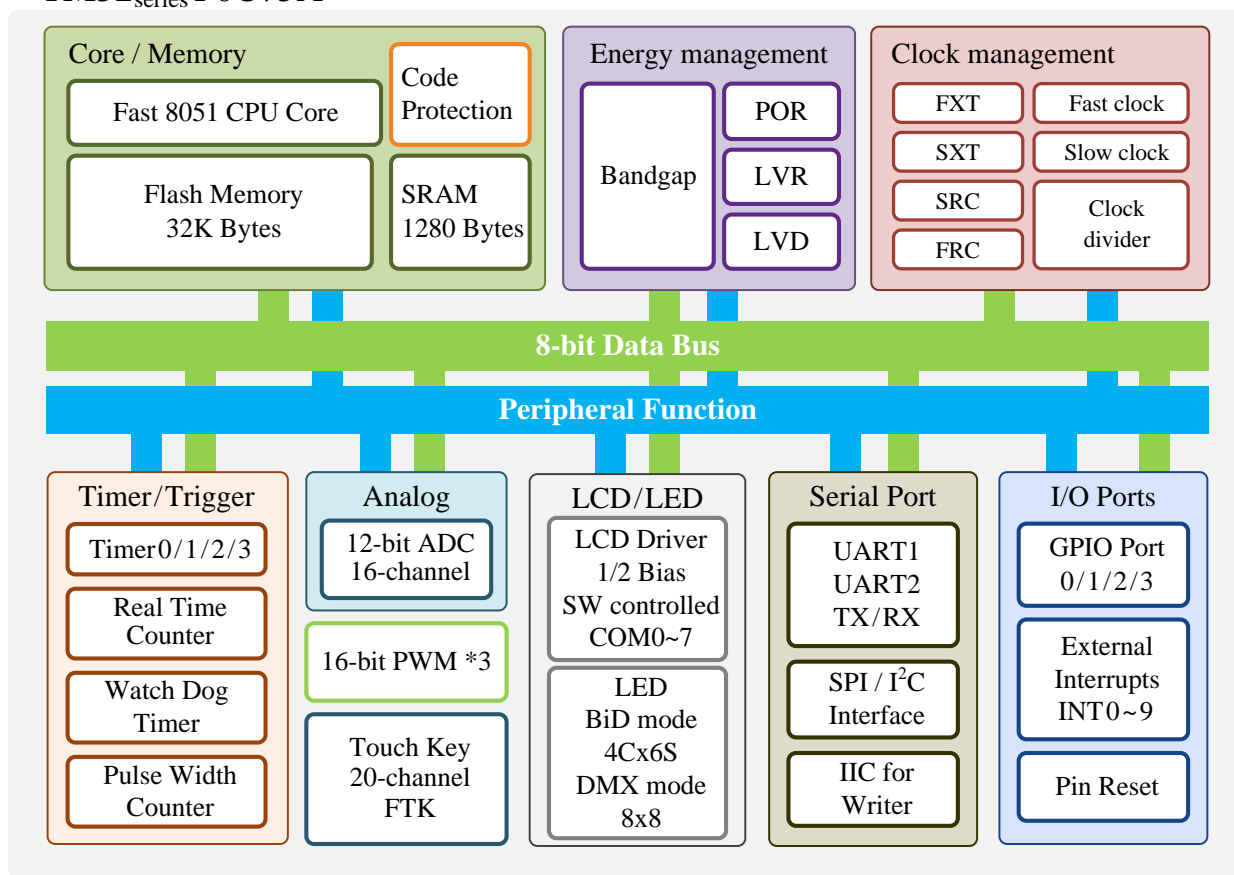 Core / Memory
Fast 8051 CPU Core
Code
Protection
Flash Memory
32K Bytes
SRAM
1280 Bytes
Energy management
Bandgap
POR
LVR
LVD
Clock management
FXT
SXT
SRC
FRC
Fast clock
Slow clock
Clock
divider
8-bit Data Bus
Peripheral Function
Timer/Trigger
Timer0/1/2/3
Real Time
Counter
Watch Dog
Timer
Pulse Width
Counter
Analog
12-bit ADC
16-channel
16-bit PWM *3
Touch Key
20-channel
FTK
LCD/LED
LCD Driver
1/2 Bias
SW controlled
COM0~7
LED
BiD mode
4Cx6S
DMX mode
8x8
Serial Port
UART1
UART2
TX/RX
SPI / I²C
Interface
IIC for
Writer
I/O Ports
GPIO Port
0/1/2/3
External
Interrupts
INT0~9
Pin Reset